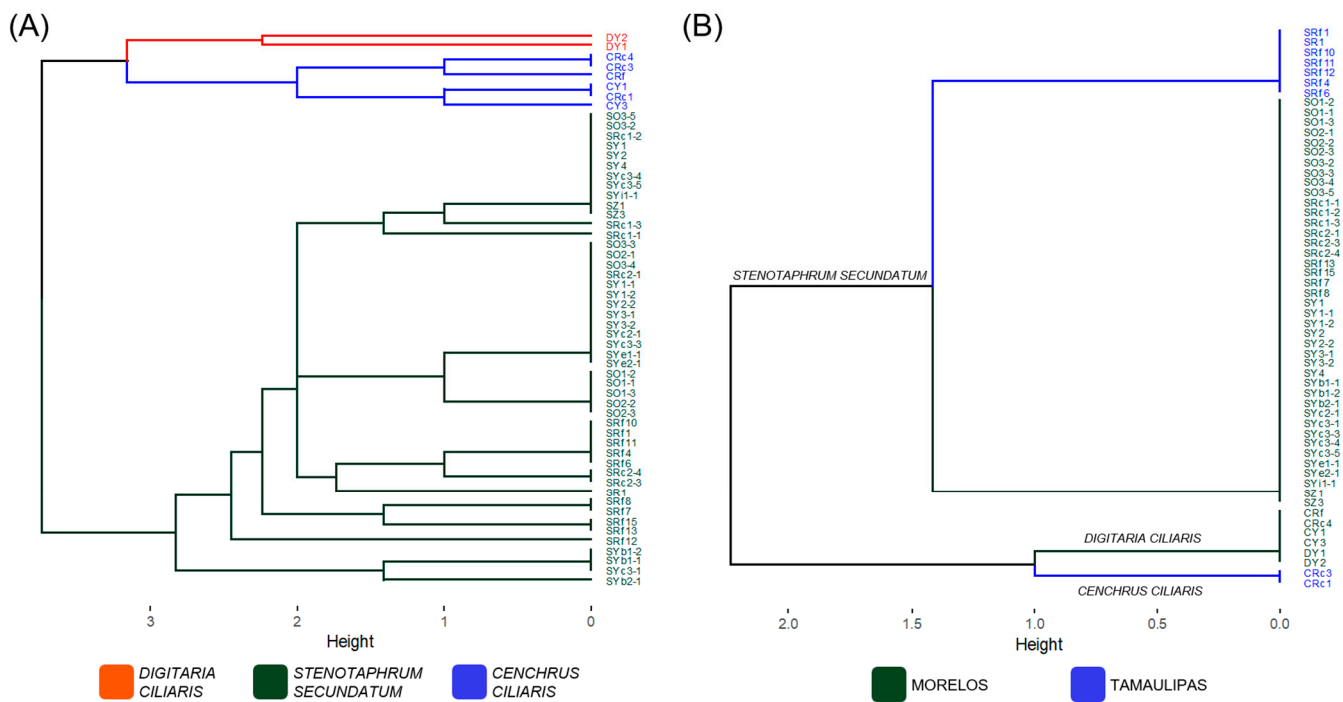 (A)
DY2
DY1
CRc4
CRc3
CRf
CY1
CRc1
CY3
SO3-5
SO3-2
SRc1-2
SY1
SY2
SY4
SYc3-4
SYc3-5
SYi1-1
SZ1
SZ3
SRc1-3
SRc1-1
SO3-3
SO2-1
SO3-4
SRc2-1
SY1-1
SY1-2
SY2-2
SY3-1
SY3-2
SYc2-1
SYc3-3
SYe1-1
SYe2-1
SO1-2
SO1-1
SO1-3
SO2-2
SO2-3
SRf10
SRf1
SRf11
SRf4
SRf6
SRc2-4
SRc2-3
SR1
SRf8
SRf7
SRf15
SRf13
SRf12
SYb1-2
SYb1-1
SYc3-1
SYb2-1
3 2 1 0
Height
DIGITARIA
CILIARIS
STENOTAPHRUM
SECUNDATUM
CENCHRUS
CILIARIS
(B)
SRf1
SR1
SRf10
SRf11
SRf12
SRf4
SRf6
SO1-2
SO1-1
SO1-3
SO2-1
SO2-2
SO2-3
SO3-2
SO3-3
SO3-4
SO3-5
SRc1-1
SRc1-2
SRc1-3
SRc2-1
SRc2-3
SRc2-4
SRf13
SRf15
SRf7
SRf8
SY1
SY1-1
SY1-2
SY2
SY2-2
SY3-1
SY3-2
SY4
SYb1-1
SYb1-2
SYb2-1
SYc2-1
SYc3-1
SYc3-3
SYc3-4
SYc3-5
SYe1-1
SYe2-1
SYi1-1
SZ1
SZ3
CRf
CRc4
CY1
CY3
DY1
DY2
CRc3
CRc1
STENOTAPHRUM SECUNDATUM
DIGITARIA CILIARIS
CENCHRUS CILIARIS
2.0 1.5 1.0 0.5 0.0
Height
MORELOS
TAMAULIPAS